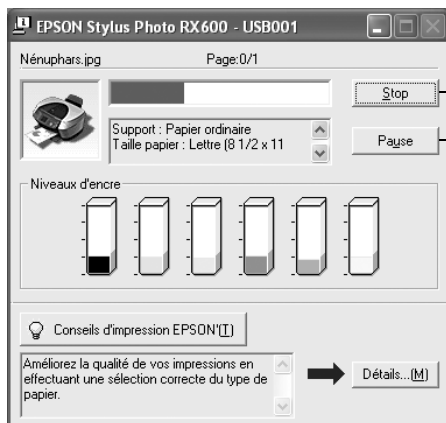 EPSON Stylus Photo RX600 - USB001
Nénuphars.jpg Page:0/1
Stop
Support : Papier ordinaire
Taille papier : Lettre (8 1/2 x 11
Pause
Niveaux d'encre
Conseils d'impression EPSON'(T)
Améliorez la qualité de vos impressions en
effectuant une sélection correcte du type de
papier.
Détails...(M)